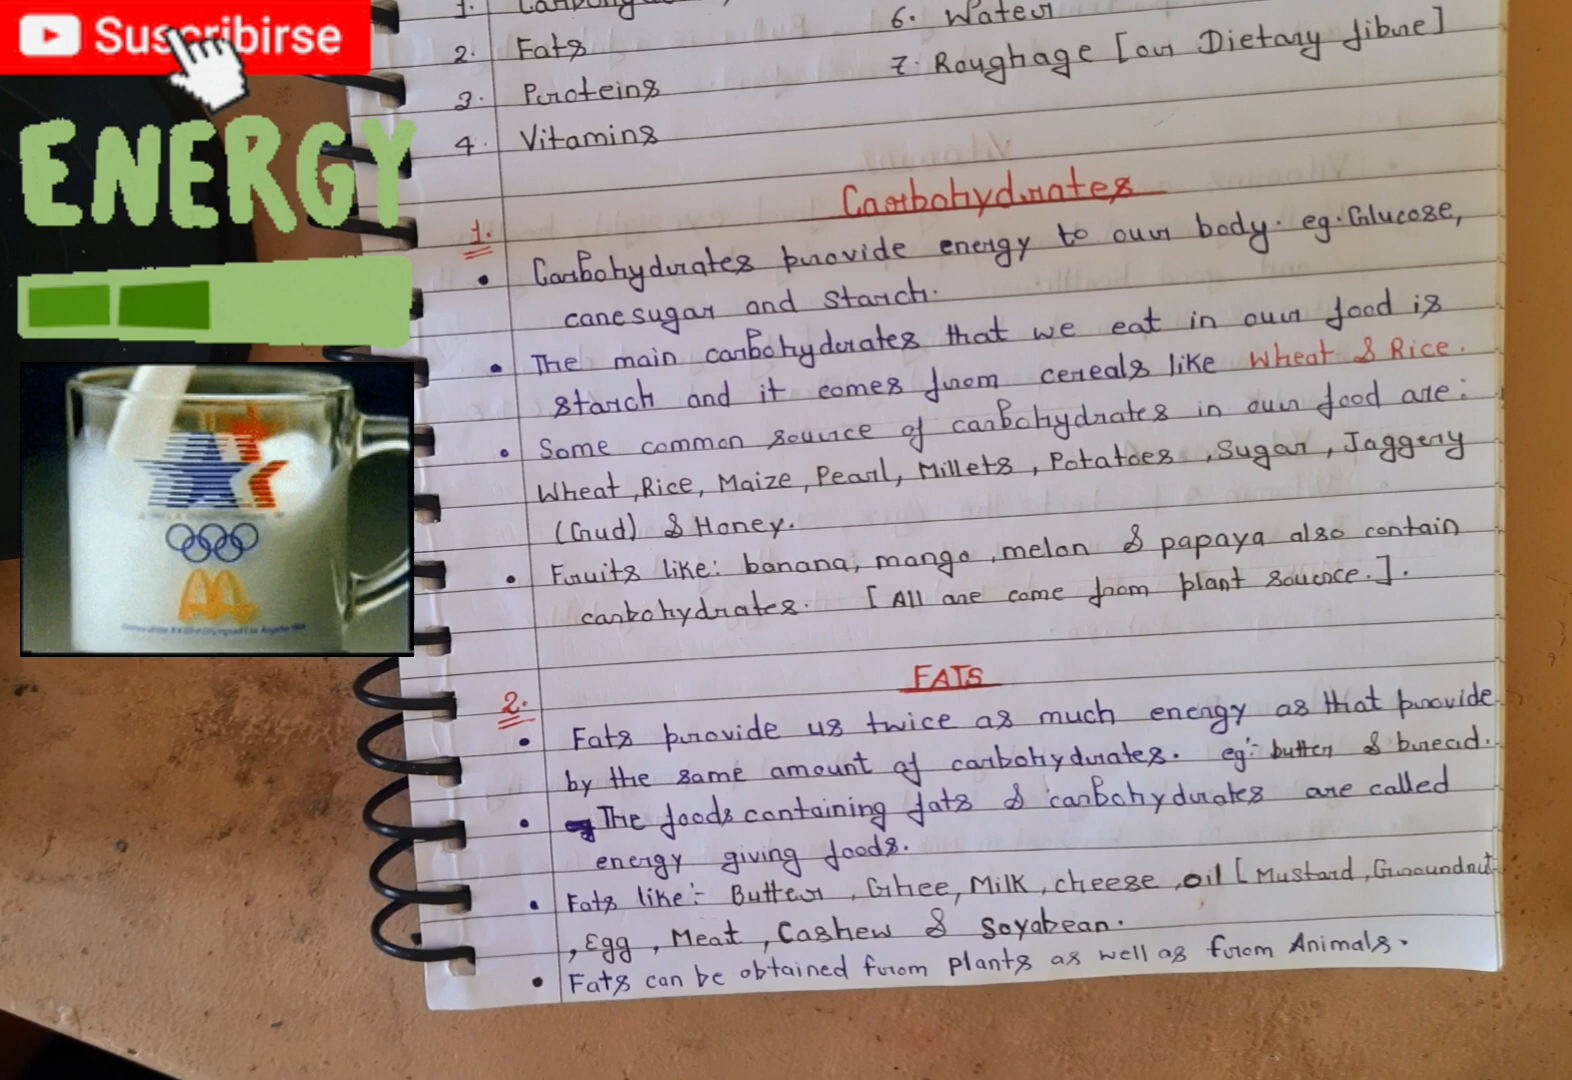 Suscribirse
ENERGY
1.
6. Water
2. Fats
7. Roughage [or Dietary fibre]
3. Proteins
4. Vitamins
Carbohydrates
1.
• Carbohydrates provide energy to our body. eg. Glucose,
cane sugar and starch.
• The main carbohydrates that we eat in our food is
starch and it comes from cereals like Wheat & Rice.
• Some common source of carbohydrates in our food are:
Wheat, Rice, Maize, Pearl, Millets, Potatoes, Sugar, Jaggery
(Gud) & Honey.
• Fruits like: banana, mango, melon & papaya also contain
carbohydrates. [All are come from plant source.].
FATS
2.
• Fats provide us twice as much energy as that provide
by the same amount of carbohydrates. eg:- butter & bread.
• The foods containing fats & carbohydrates are called
energy giving foods.
• Fats like:- Butter, Ghee, Milk, cheese, oil [Mustard, Groundnut
, Egg, Meat, Cashew & Soyabean.
• Fats can be obtained from plants as well as from Animals.